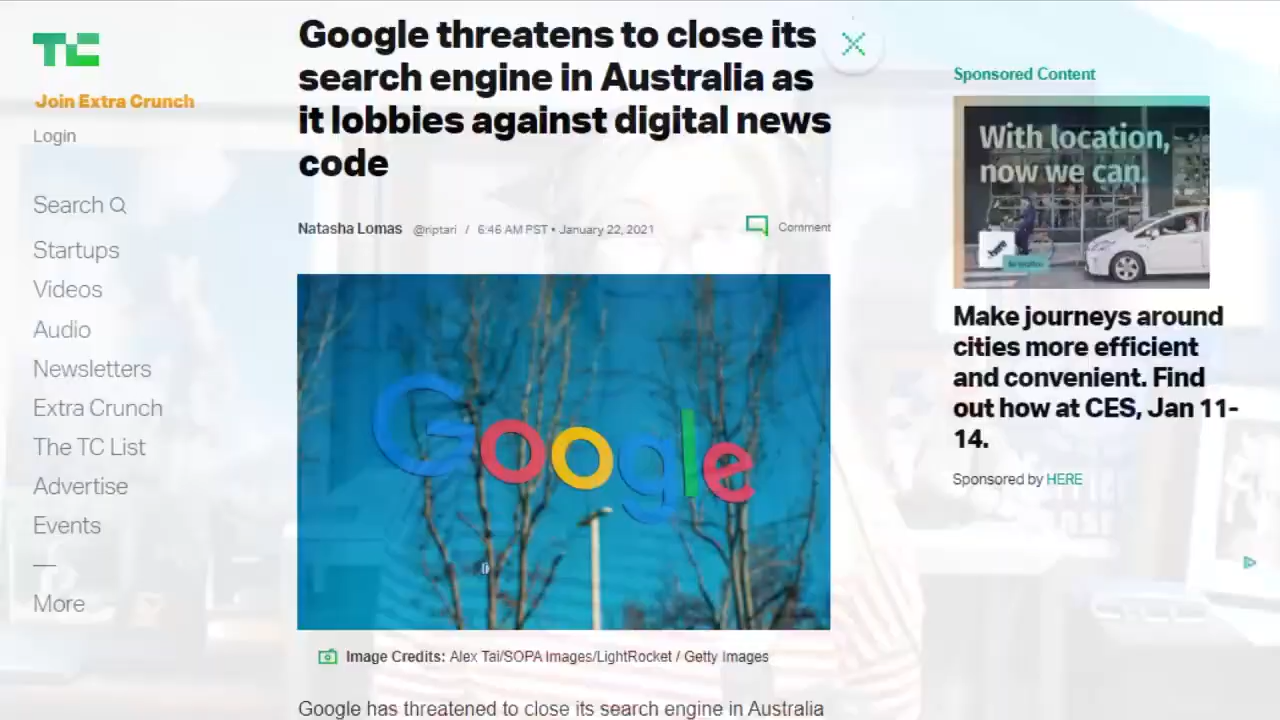 TC
Join Extra Crunch
Login
Search
Startups
Videos
Audio
Newsletters
Extra Crunch
The TC List
Advertise
Events
More
Google threatens to close its
search engine in Australia as
it lobbies against digital news
code
Natasha Lomas @riptari / 6:46 AM PST • January 22, 2021
Comment
Google
Image Credits: Alex Tai/SOPA Images/LightRocket / Getty Images
Google has threatened to close its search engine in Australia
Sponsored Content
With location,
now we can.
here
Make journeys around
cities more efficient
and convenient. Find
out how at CES, Jan 11-
14.
Sponsored by HERE